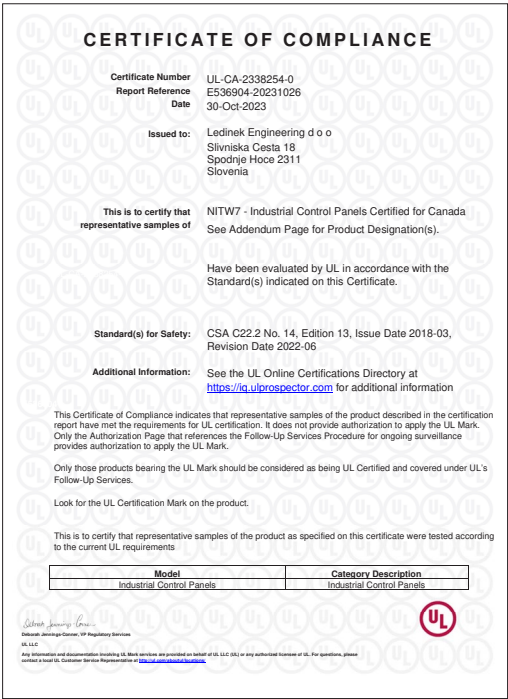 CERTIFICATE OF COMPLIANCE
Certificate Number UL-CA-2338254-0
Report Reference E536904-20231026
Date 30-Oct-2023
Issued to: Ledinek Engineering d o o
Slivniska Cesta 18
Spodnje Hoce 2311
Slovenia
This is to certify that NITW7 - Industrial Control Panels Certified for Canada
representative samples of See Addendum Page for Product Designation(s).
Have been evaluated by UL in accordance with the
Standard(s) indicated on this Certificate.
Standard(s) for Safety: CSA C22.2 No. 14, Edition 13, Issue Date 2018-03,
Revision Date 2022-06
Additional Information: See the UL Online Certifications Directory at
https://iq.ulprospector.com for additional information
This Certificate of Compliance indicates that representative samples of the product described in the certification
report have met the requirements for UL certification. It does not provide authorization to apply the UL Mark.
Only the Authorization Page that references the Follow-Up Services Procedure for ongoing surveillance
provides authorization to apply the UL Mark.
Only those products bearing the UL Mark should be considered as being UL Certified and covered under UL's
Follow-Up Services.
Look for the UL Certification Mark on the product.
This is to certify that representative samples of the product as specified on this certificate were tested according
to the current UL requirements
Model Category Description
Industrial Control Panels Industrial Control Panels
Deborah Jennings-Conner, VP Regulatory Services
UL LLC
Any information and documentation involving UL Mark services are provided on behalf of UL LLC (UL) or any authorized licensee of UL. For questions, please
contact a local UL Customer Service Representative at http://ul.com/aboutul/locations/
UL